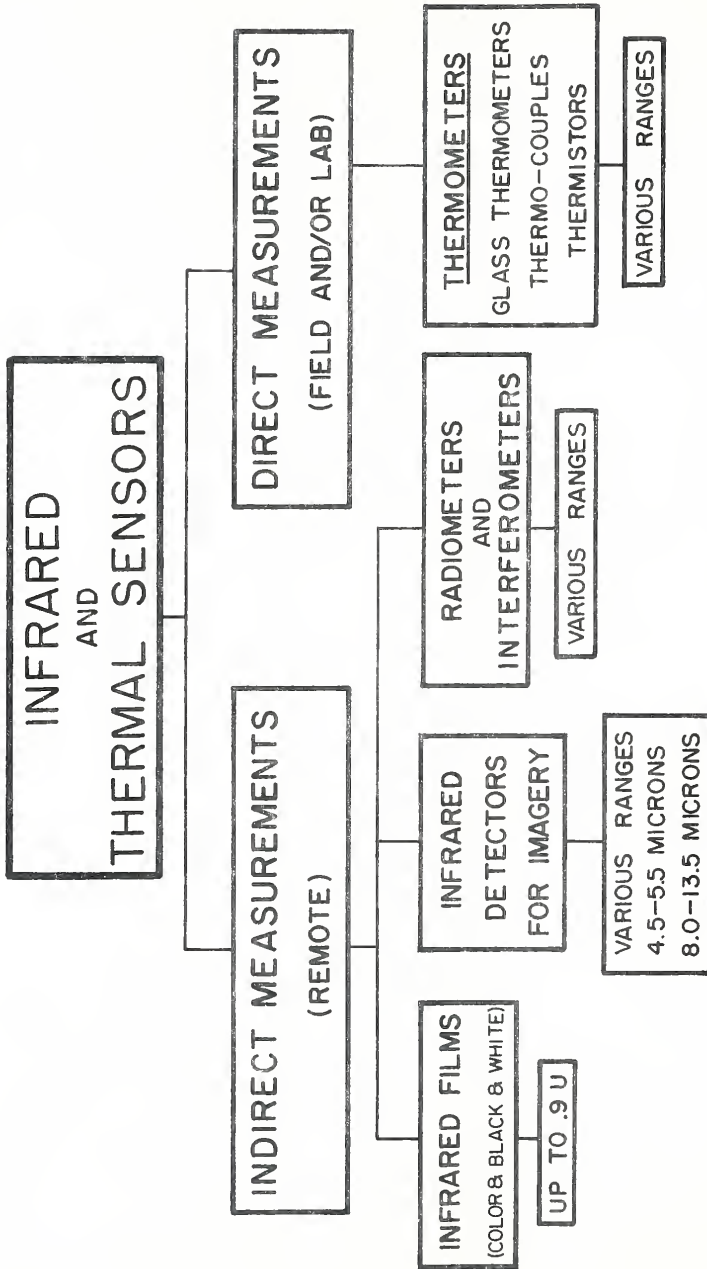 INFRARED
AND
THERMAL SENSORS
INDIRECT MEASUREMENTS
(REMOTE)
DIRECT MEASUREMENTS
(FIELD AND/OR LAB)
INFRARED FILMS
(COLOR & BLACK & WHITE)
UP TO .9 U
INFRARED
DETECTORS
FOR IMAGERY
VARIOUS RANGES
4.5-5.5 MICRONS
8.0-13.5 MICRONS
RADIOMETERS
AND
INTERFEROMETERS
VARIOUS RANGES
THERMOMETERS
GLASS THERMOMETERS
THERMO-COUPLES
THERMISTORS
VARIOUS RANGES